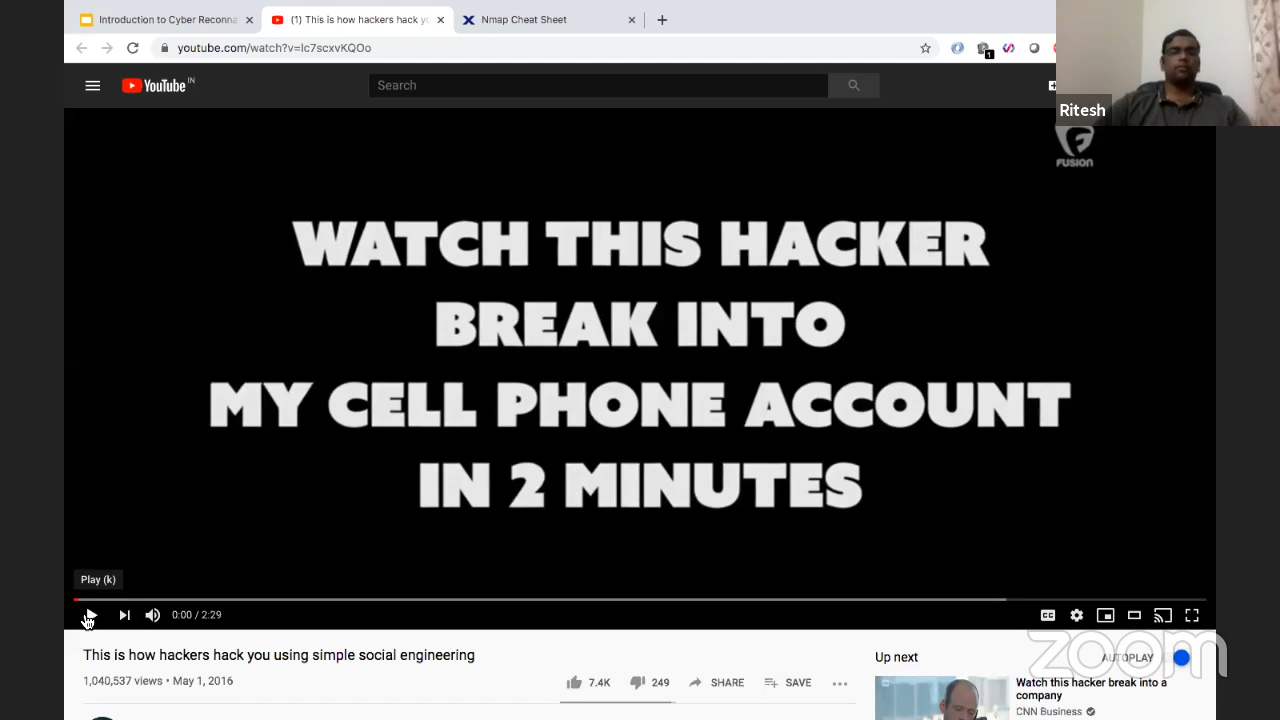 Introduction to Cyber Reconna
(1) This is how hackers hack yo
Nmap Cheat Sheet
youtube.com/watch?v=lc7scxvKQOo
1
YouTube IN
Search
Ritesh
FUSION
WATCH THIS HACKER
BREAK INTO
MY CELL PHONE ACCOUNT
IN 2 MINUTES
Play (k)
0:00 / 2:29
CC
This is how hackers hack you using simple social engineering
1,040,537 views • May 1, 2016
7.4K
249
SHARE
SAVE
Up next
AUTOPLAY
zoom
Watch this hacker break into a
company
CNN Business